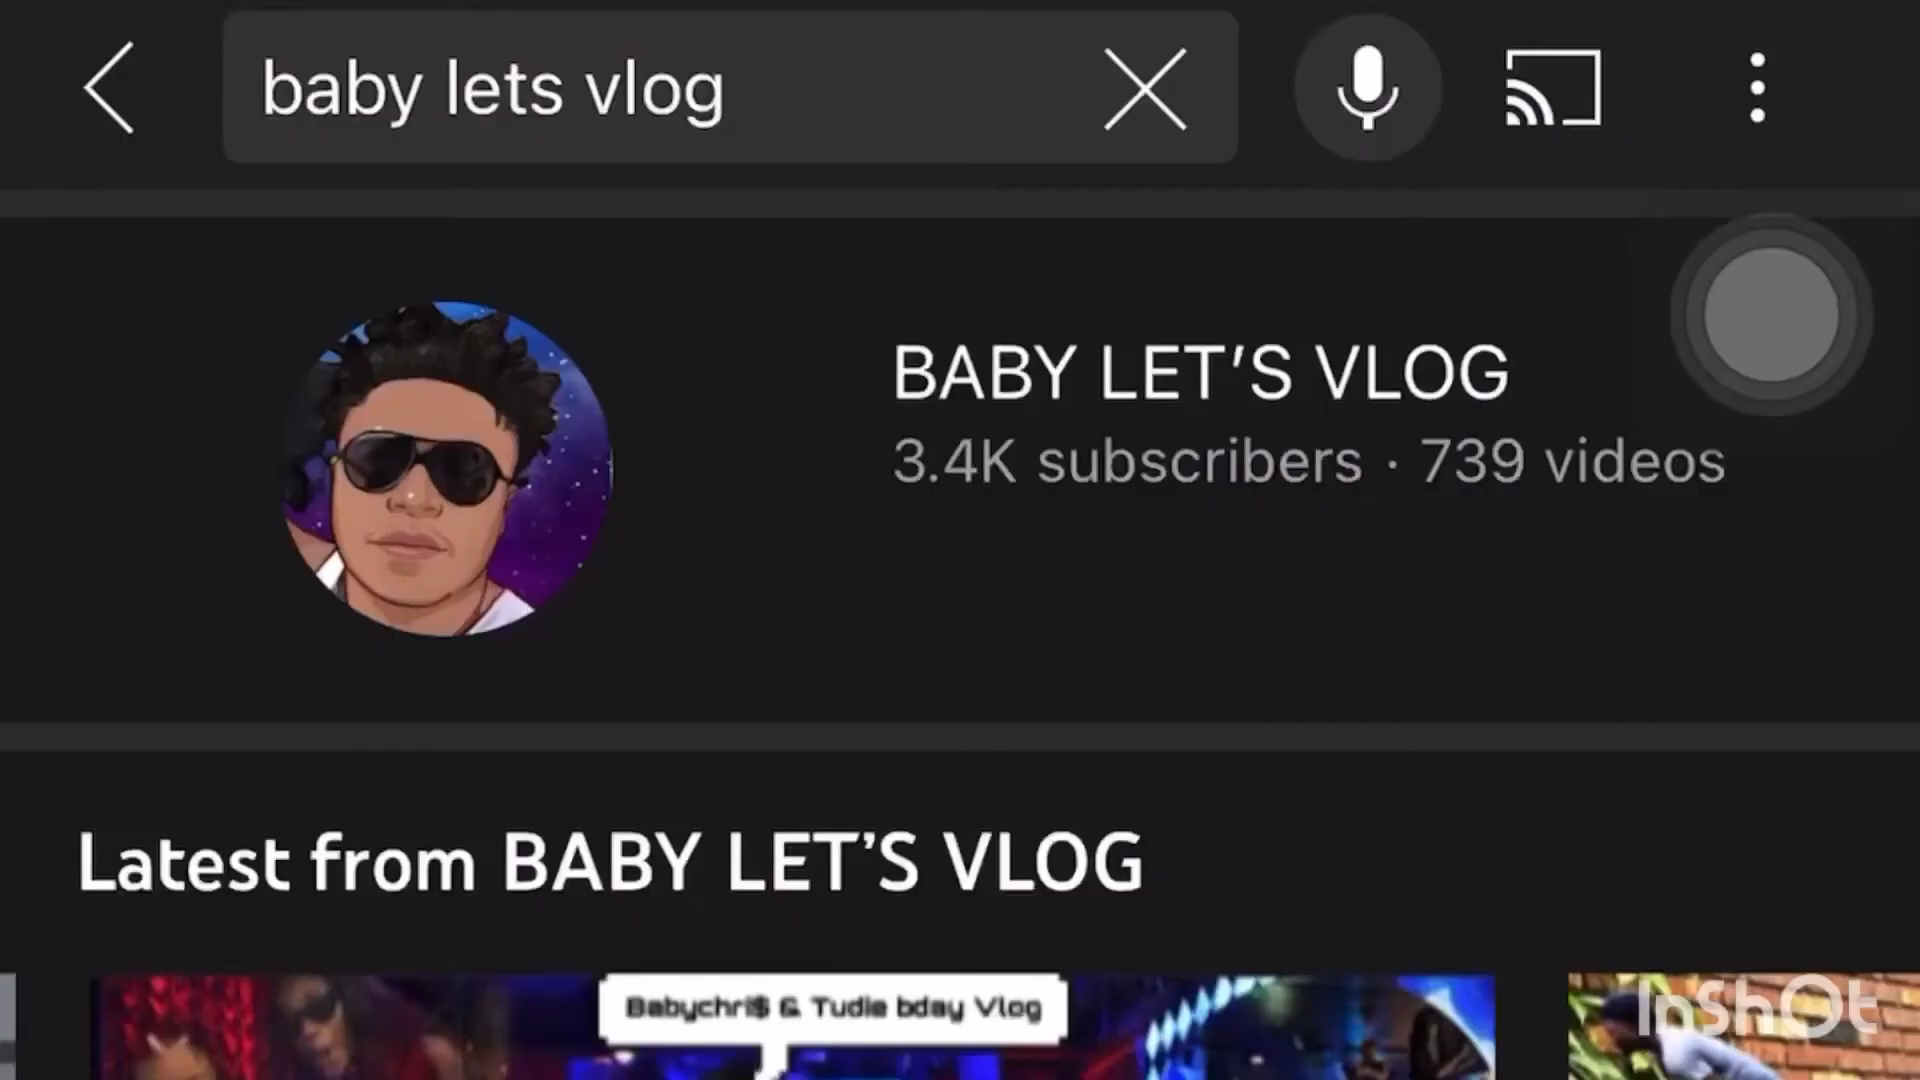 baby lets vlog
BABY LET'S VLOG
3.4K subscribers · 739 videos
Latest from BABY LET'S VLOG
Babychri$ & Tudie bday Vlog
InShOt